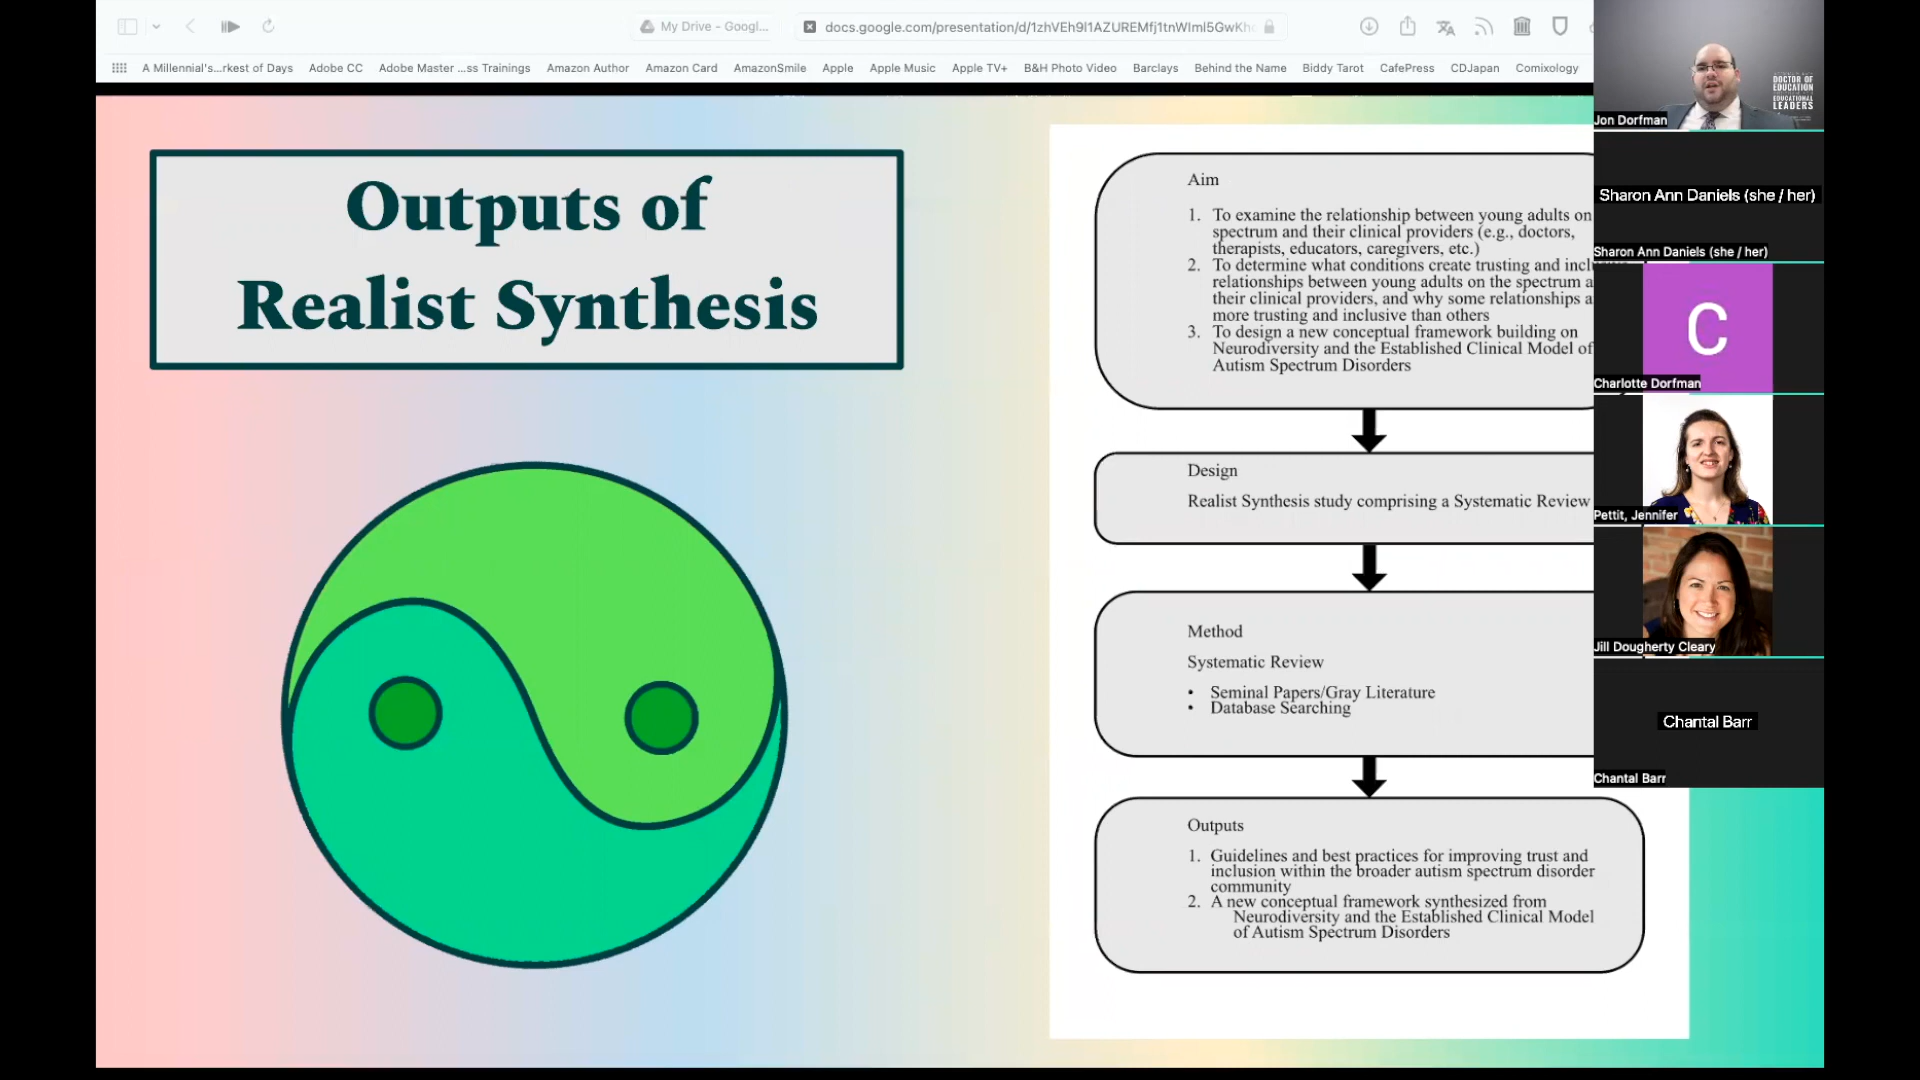 My Drive - Googl...
docs.google.com/presentation/d/1zhVEh9I1AZUREMfj1tnWIml5GwKh
A Millennial's...rkest of Days
Adobe CC
Adobe Master ...ss Trainings
Amazon Author
Amazon Card
AmazonSmile
Apple
Apple Music
Apple TV+
B&H Photo Video
Barclays
Behind the Name
Biddy Tarot
CafePress
CDJapan
Comixology
Outputs of
Realist Synthesis
Aim
1. To examine the relationship between young adults on
spectrum and their clinical providers (e.g., doctors,
therapists, educators, caregivers, etc.)
2. To determine what conditions create trusting and incl
relationships between young adults on the spectrum a
their clinical providers, and why some relationships a
more trusting and inclusive than others
3. To design a new conceptual framework building on
Neurodiversity and the Established Clinical Model of
Autism Spectrum Disorders
Design
Realist Synthesis study comprising a Systematic Review
Method
Systematic Review
• Seminal Papers/Gray Literature
• Database Searching
Outputs
1. Guidelines and best practices for improving trust and
inclusion within the broader autism spectrum disorder
community
2. A new conceptual framework synthesized from
Neurodiversity and the Established Clinical Model
of Autism Spectrum Disorders
DOCTOR OF
EDUCATION
EDUCATIONAL
LEADERS
Jon Dorfman
Sharon Ann Daniels (she / her)
Sharon Ann Daniels (she / her)
C
Charlotte Dorfman
Pettit, Jennifer
Jill Dougherty Cleary
Chantal Barr
Chantal Barr